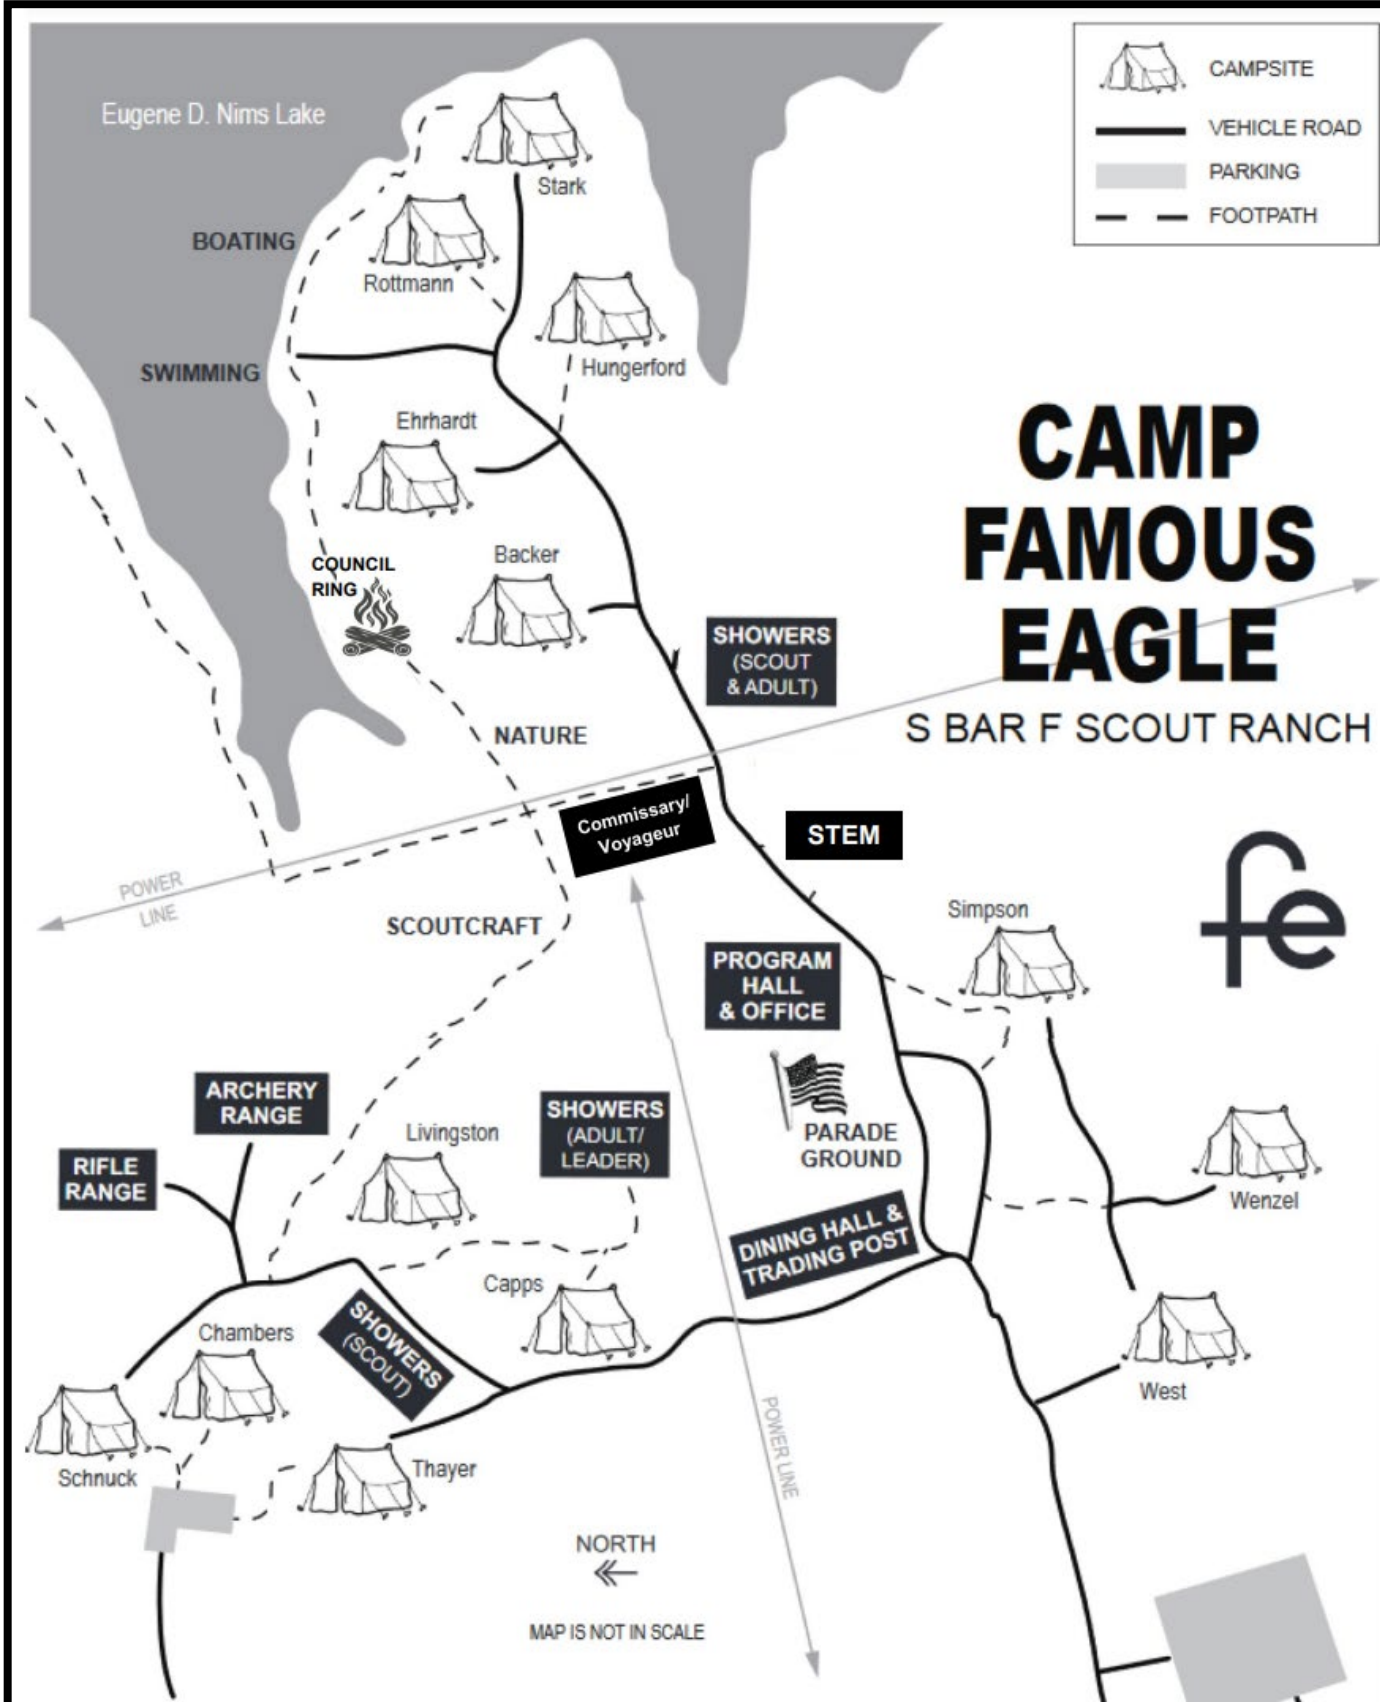 Eugene D. Nims Lake
CAMPSITE
VEHICLE ROAD
PARKING
FOOTPATH
Stark
BOATING
Rottmann
Hungerford
SWIMMING
Ehrhardt
CAMP
FAMOUS
EAGLE
S BAR F SCOUT RANCH
COUNCIL
RING
Backer
SHOWERS
(SCOUT
& ADULT)
NATURE
Commissary/
Voyageur
STEM
POWER
LINE
SCOUTCRAFT
Simpson
fe
PROGRAM
HALL
& OFFICE
ARCHERY
RANGE
Livingston
SHOWERS
(ADULT/
LEADER)
PARADE
GROUND
RIFLE
RANGE
Wenzel
DINING HALL &
TRADING POST
Capps
Chambers
SHOWERS
(SCOUT)
West
Schnuck
Thayer
POWER LINE
NORTH
MAP IS NOT IN SCALE